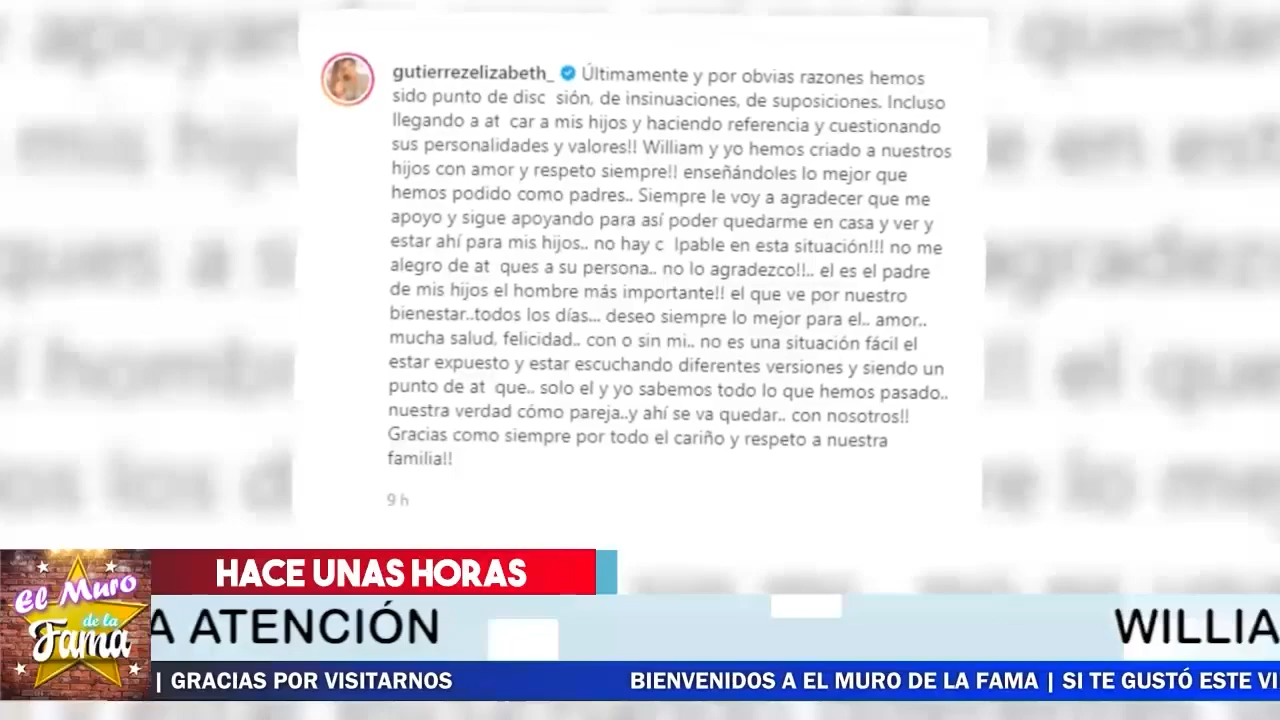 gutierrezelizabeth_ Últimamente y por obvias razones hemos
sido punto de disc sión, de insinuaciones, de suposiciones. Incluso
llegando a at car a mis hijos y haciendo referencia y cuestionando
sus personalidades y valores!! William y yo hemos criado a nuestros
hijos con amor y respeto siempre!! enseñándoles lo mejor que
hemos podido como padres.. Siempre le voy a agradecer que me
apoyo y sigue apoyando para así poder quedarme en casa y ver y
estar ahí para mis hijos.. no hay c lpable en esta situación!!! no me
alegro de at ques a su persona.. no lo agradezco!!.. el es el padre
de mis hijos el hombre más importante!! el que ve por nuestro
bienestar..todos los días... deseo siempre lo mejor para el.. amor..
mucha salud, felicidad.. con o sin mi.. no es una situación fácil el
estar expuesto y estar escuchando diferentes versiones y siendo un
punto de at que.. solo el y yo sabemos todo lo que hemos pasado..
nuestra verdad cómo pareja..y ahí se va quedar.. con nosotros!!
Gracias como siempre por todo el cariño y respeto a nuestra
familia!!
9 h
HACE UNAS HORAS
El Muro
de la
Fama
A ATENCIÓN
WILLIA
| GRACIAS POR VISITARNOS
BIENVENIDOS A EL MURO DE LA FAMA | SI TE GUSTÓ ESTE VI